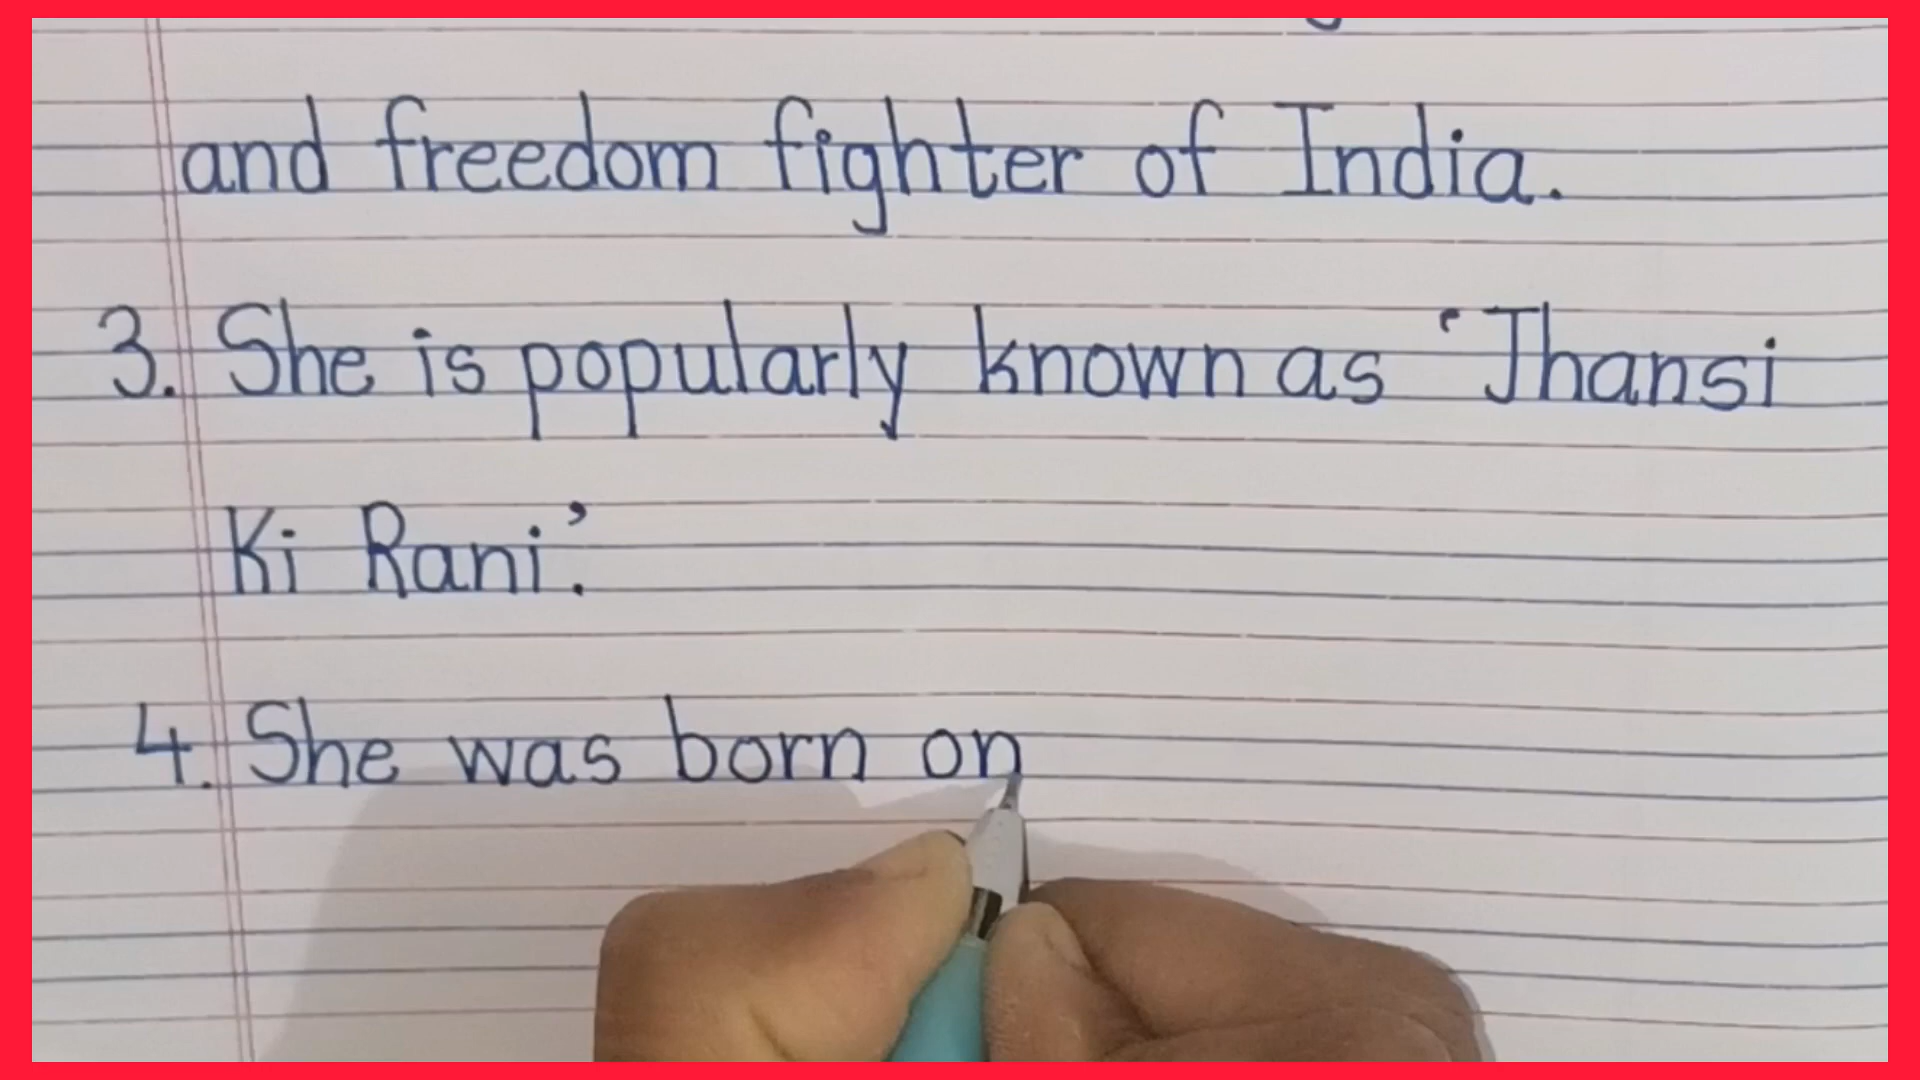 and freedom fighter of India.
3. She is popularly known as 'Jhansi
Ki Rani'.
4. She was born on